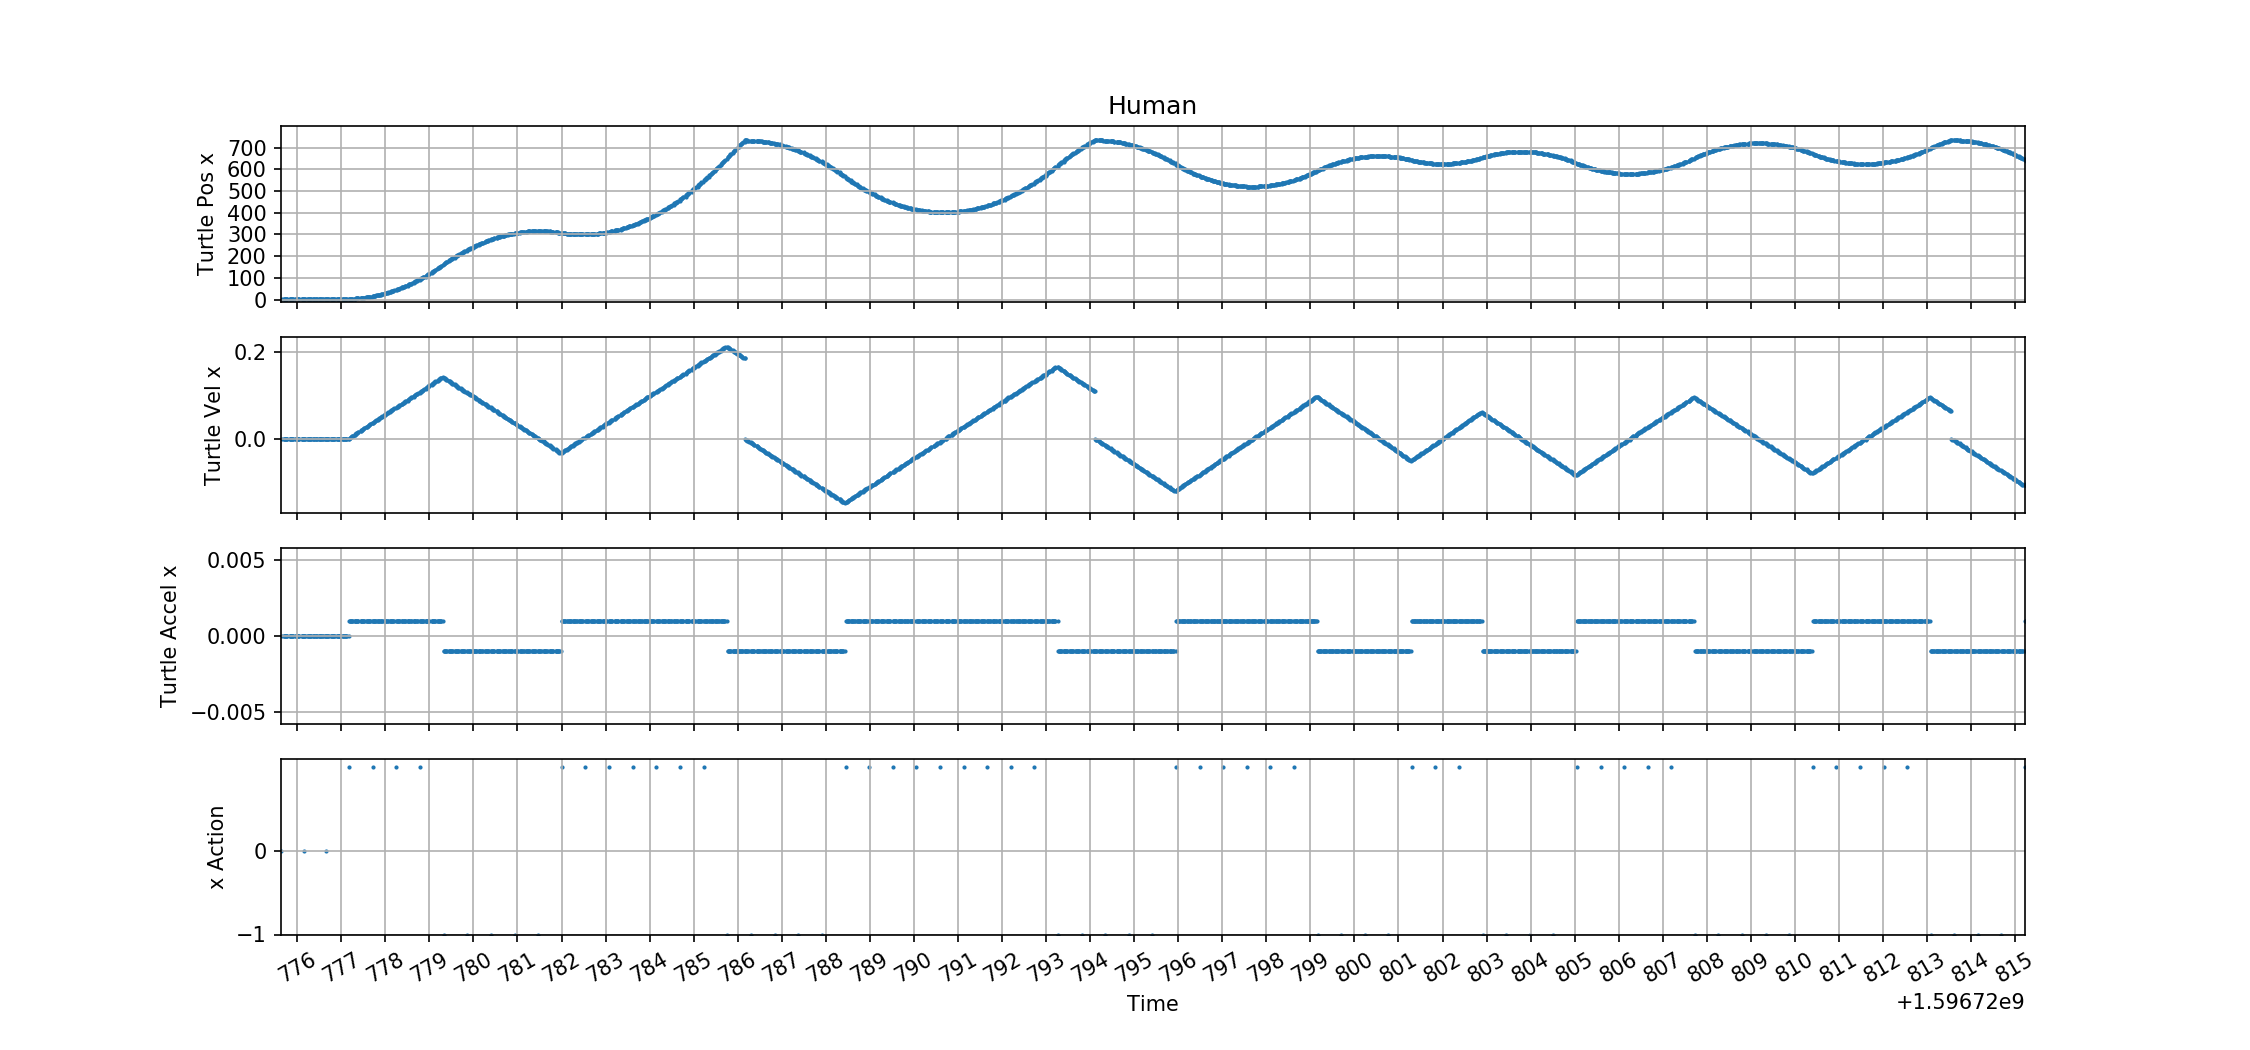 Human
Turtle Pos x
700
600
500
400
300
200
100
0
Turtle Vel x
0.2
0.0
Turtle Accel x
0.005
0.000
−0.005
x Action
0
−1
776 777 778 779 780 781 782 783 784 785 786 787 788 789 790 791 792 793 794 795 796 797 798 799 800 801 802 803 804 805 806 807 808 809 810 811 812 813 814 815
Time
+1.59672e9